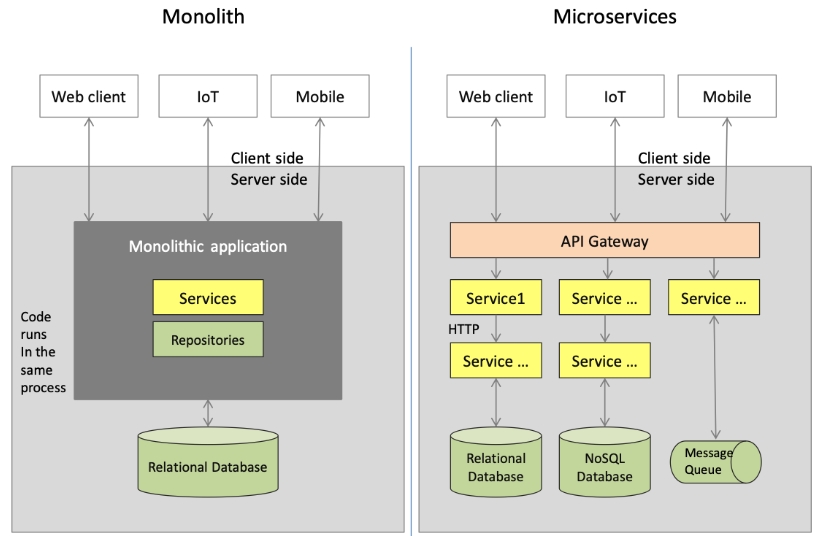 Monolith
Web client
IoT
Mobile
Client side
Server side
Monolithic application
Services
Repositories
Code
runs
In the
same
process
Relational Database
Microservices
Web client
IoT
Mobile
Client side
Server side
API Gateway
Service1
Service ...
Service ...
HTTP
Service ...
Service ...
Relational
Database
NoSQL
Database
Message
Queue